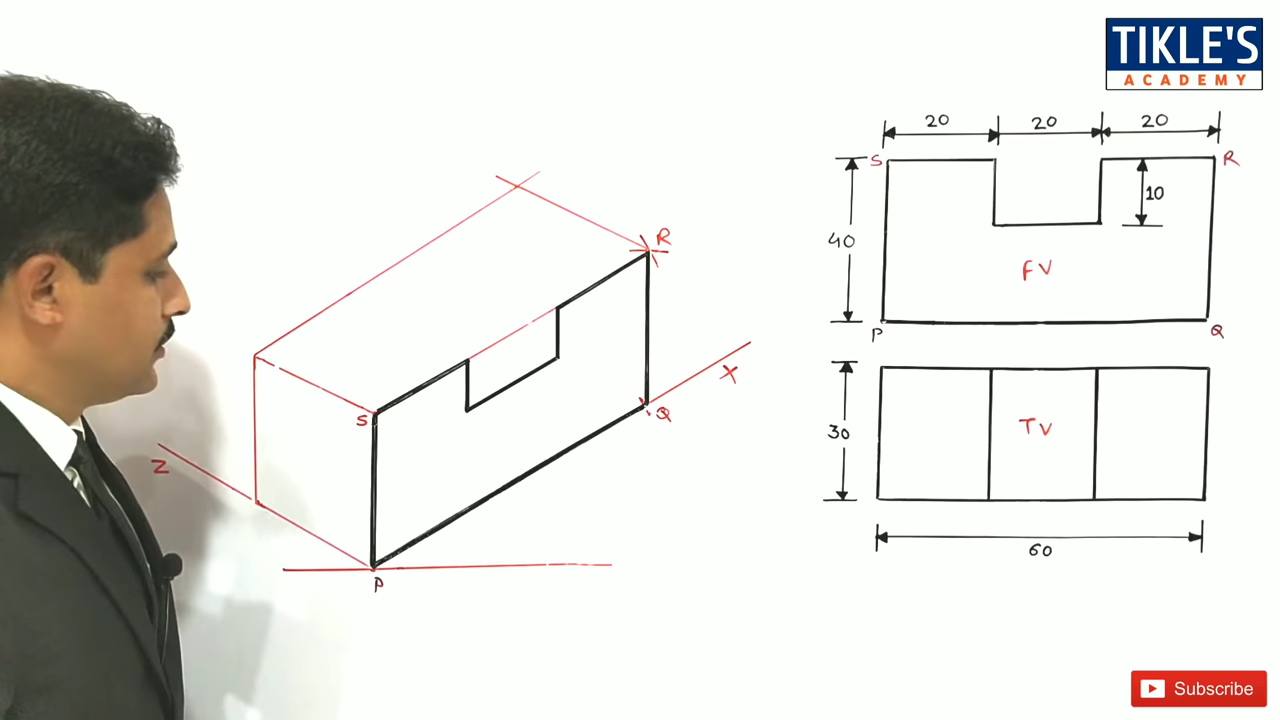 TIKLE'S
ACADEMY
20 20 20
S R
10
40
FV
P Q
30
TV
60
R
X
S
Q
Z
P
Subscribe